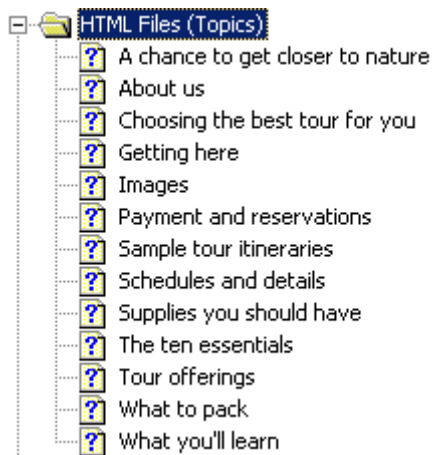 HTML Files (Topics)
A chance to get closer to nature
About us
Choosing the best tour for you
Getting here
Images
Payment and reservations
Sample tour itineraries
Schedules and details
Supplies you should have
The ten essentials
Tour offerings
What to pack
What you'll learn